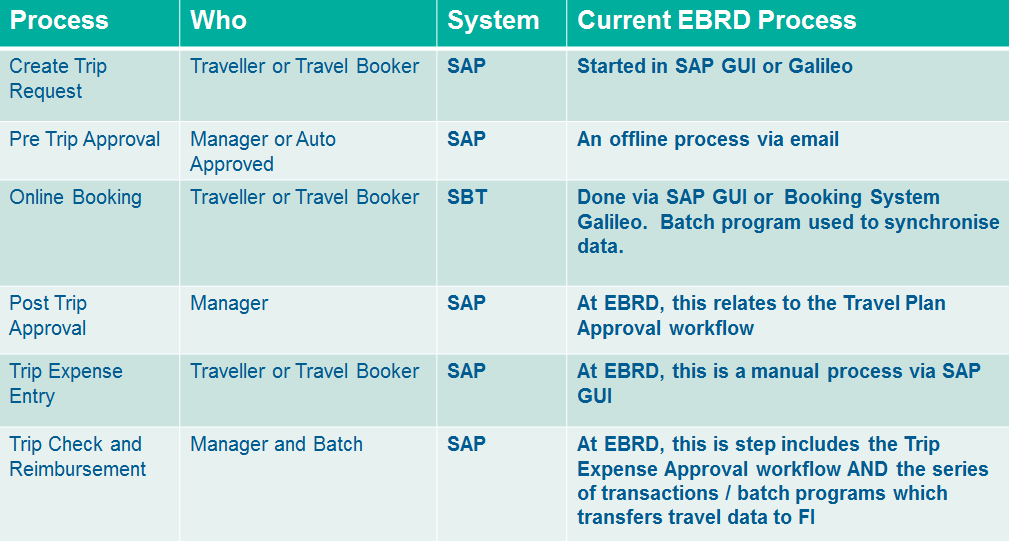 Process Who System Current EBRD Process
Create Trip Traveller or Travel Booker SAP Started in SAP GUI or Galileo
Request
Pre Trip Approval Manager or Auto SAP An offline process via email
Approved
Online Booking Traveller or Travel Booker SBT Done via SAP GUI or Booking System
Galileo. Batch program used to synchronise
data.
Post Trip Manager SAP At EBRD, this relates to the Travel Plan
Approval Approval workflow
Trip Expense Traveller or Travel Booker SAP At EBRD, this is a manual process via SAP
Entry GUI
Trip Check and Manager and Batch SAP At EBRD, this is step includes the Trip
Reimbursement Expense Approval workflow AND the series
of transactions / batch programs which
transfers travel data to FI